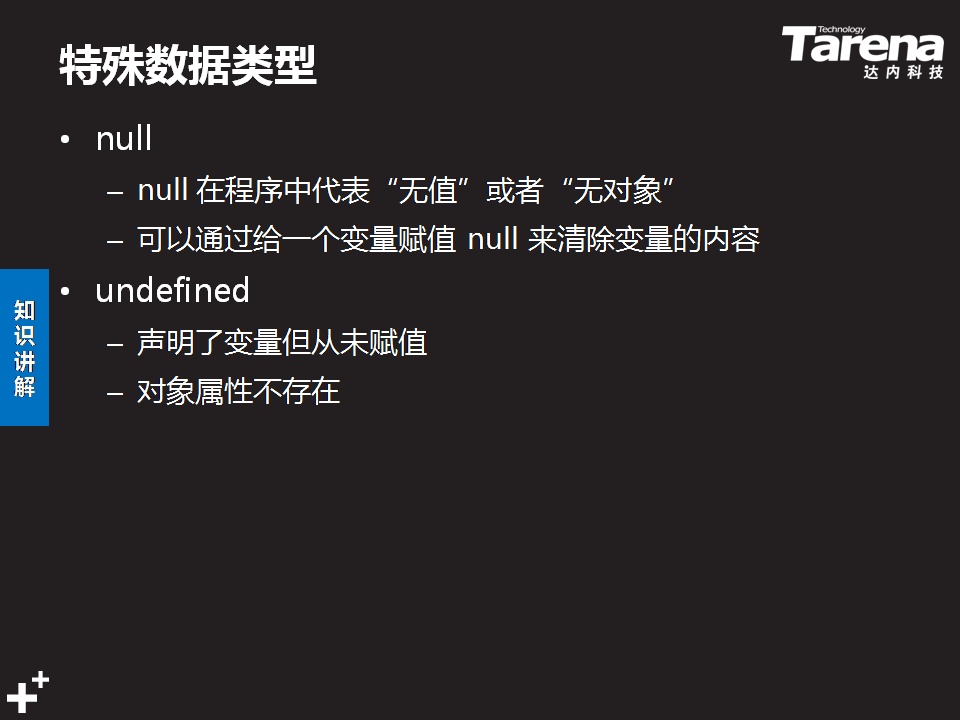 特殊数据类型
Technology
Tarena
达内科技
• null
– null 在程序中代表“无值”或者“无对象”
– 可以通过给一个变量赋值 null 来清除变量的内容
• undefined
– 声明了变量但从未赋值
– 对象属性不存在
知识讲解